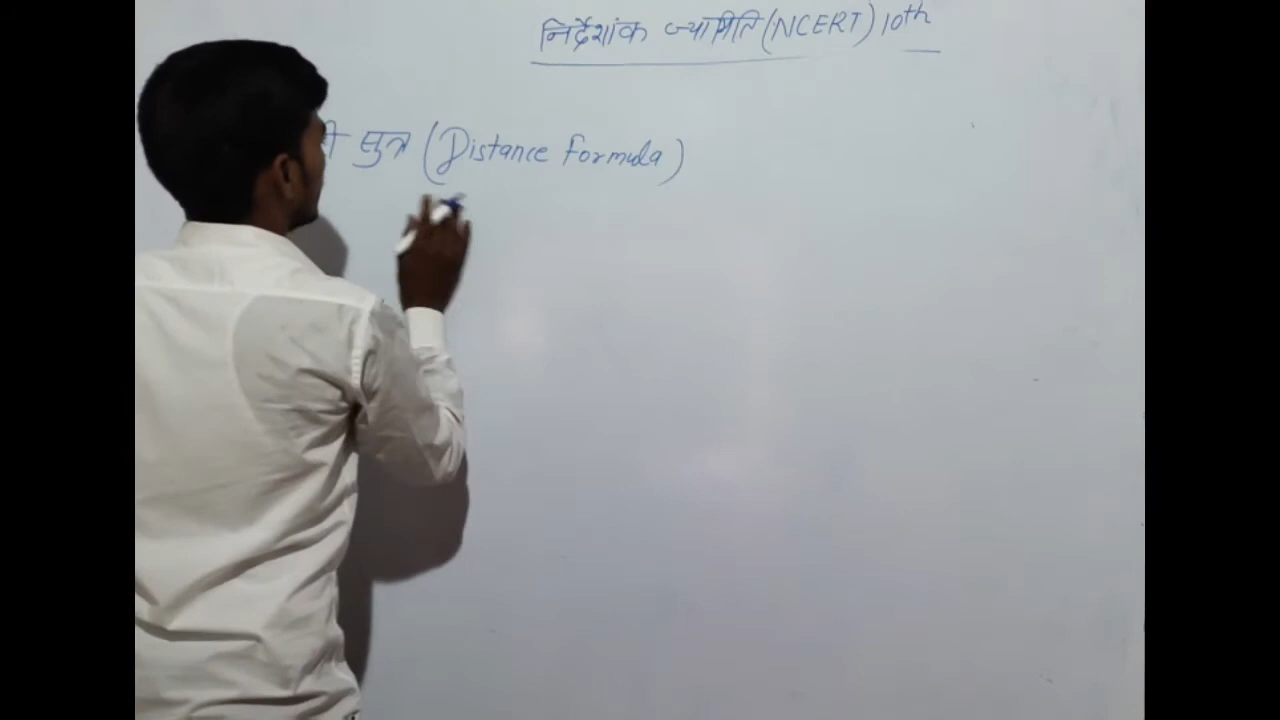 निर्देशांक ज्यामिति (NCERT) 10th
सुत्र (Distance formula)